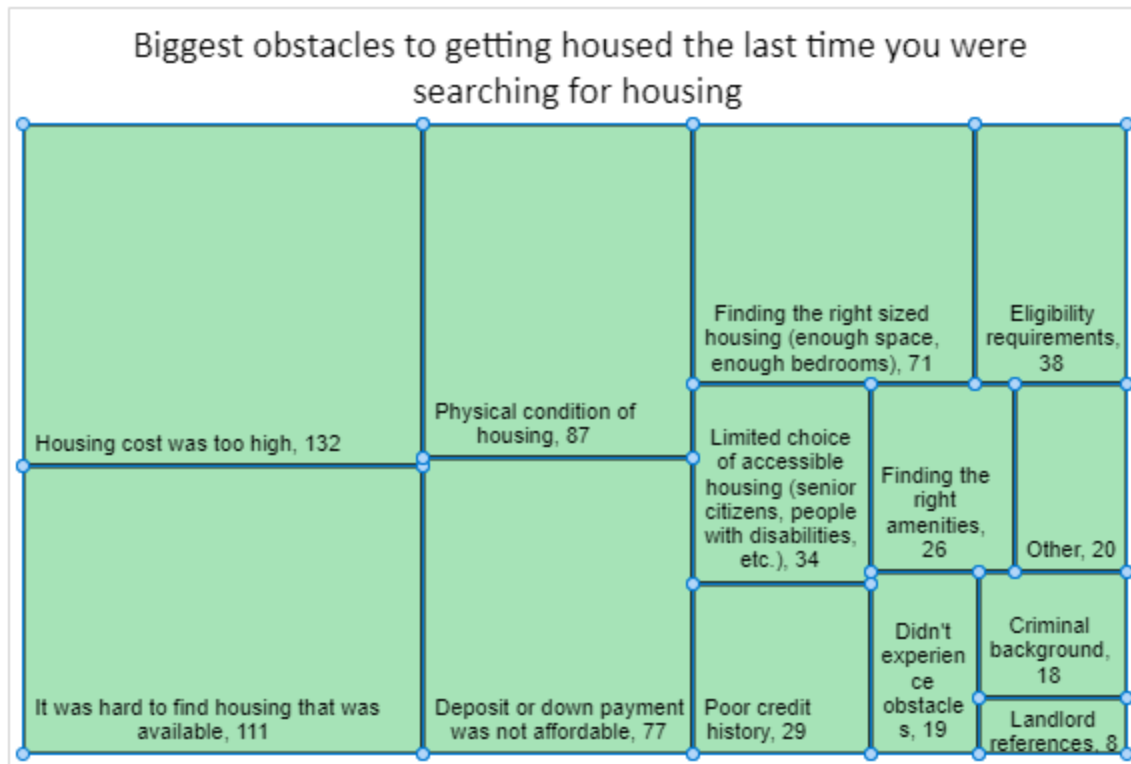 Biggest obstacles to getting housed the last time you were
searching for housing
Housing cost was too high, 132
It was hard to find housing that was
available, 111
Physical condition of
housing, 87
Deposit or down payment
was not affordable, 77
Finding the right sized
housing (enough space,
enough bedrooms), 71
Eligibility
requirements,
38
Limited choice
of accessible
housing (senior
citizens, people
with disabilities,
etc.), 34
Poor credit
history, 29
Finding the
right
amenities,
26
Other, 20
Didn't
experien
ce
obstacle
s, 19
Criminal
background,
18
Landlord
references, 8